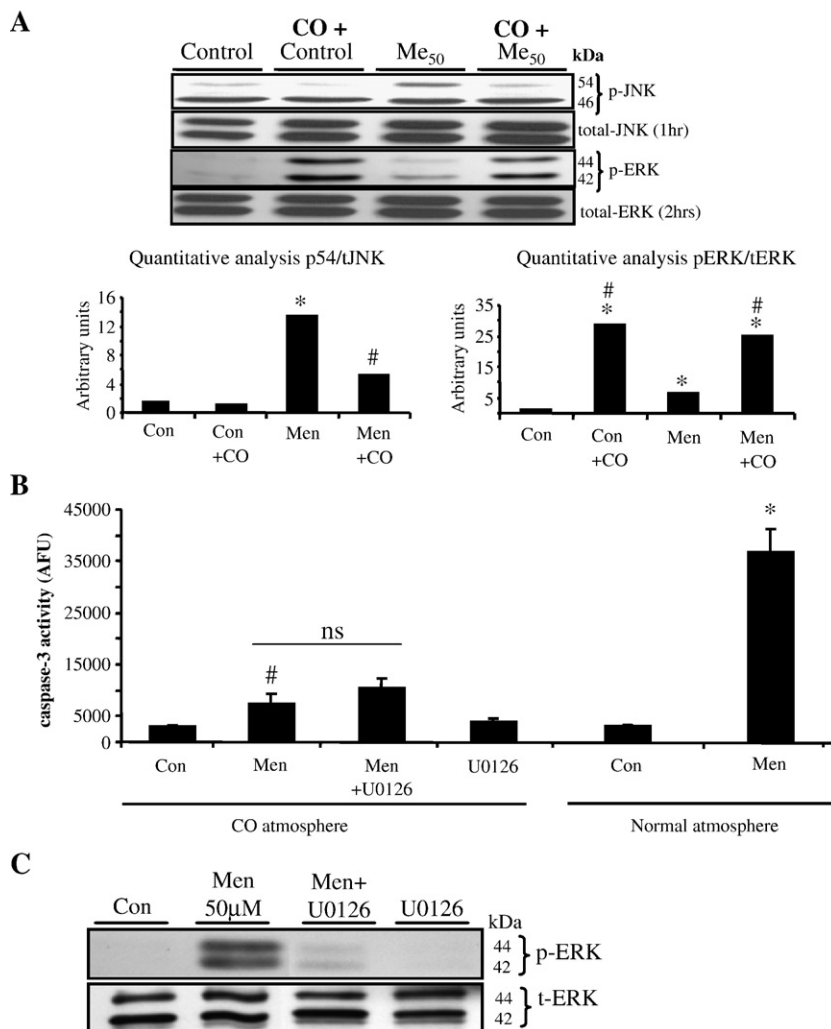 A
Control CO + Control Me50 CO + Me50 kDa
54
46
p-JNK
total-JNK (1hr)
44
42
p-ERK
total-ERK (2hrs)
Quantitative analysis p54/tJNK
Arbitrary units
16
12
8
4
0
*
#
Con Con +CO Men Men +CO
Quantitative analysis pERK/tERK
Arbitrary units
35
25
15
5
#
*
*
#
*
Con Con +CO Men Men +CO
B
caspase-3 activity (AFU)
45000
35000
25000
15000
5000
0
#
ns
*
Con Men Men +U0126 U0126 Con Men
CO atmosphere Normal atmosphere
C
Con Men 50µM Men+ U0126 U0126 kDa
44
42
p-ERK
44
42
t-ERK